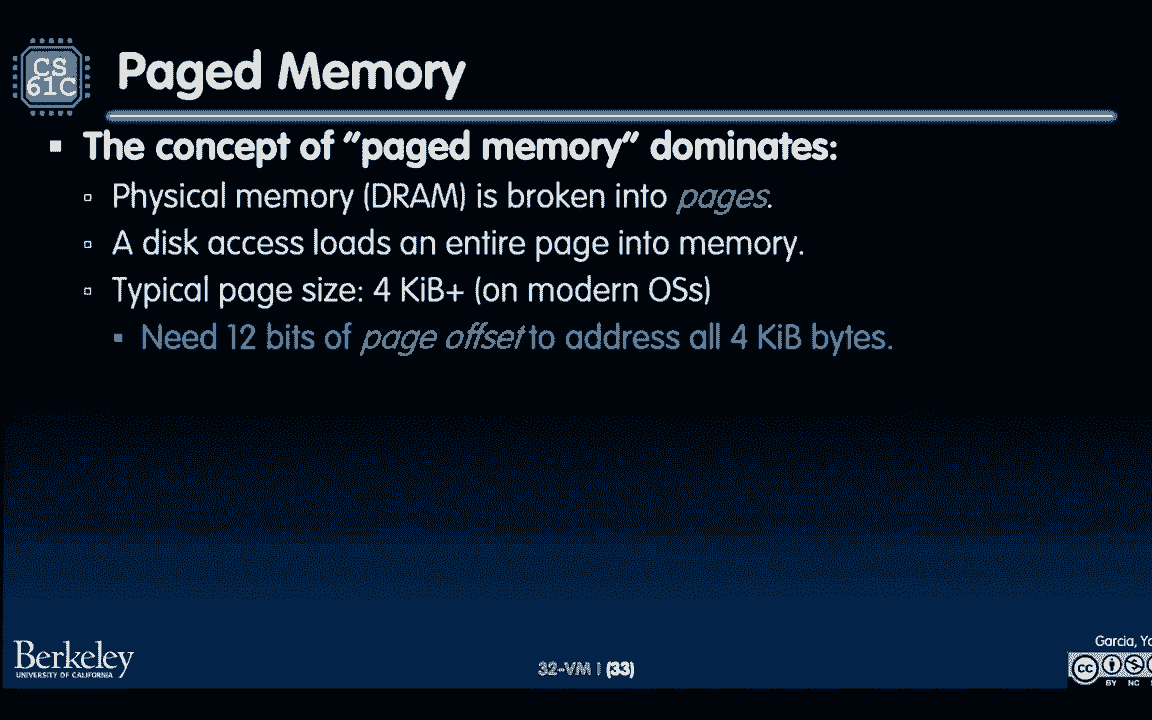 CS
61C
Paged Memory
▪ The concept of “paged memory” dominates:
▫ Physical memory (DRAM) is broken into pages.
▫ A disk access loads an entire page into memory.
▫ Typical page size: 4 KiB+ (on modern OSs)
▪ Need 12 bits of page offset to address all 4 KiB bytes.
Berkeley
UNIVERSITY OF CALIFORNIA
32-VM I (33)
Garcia,
cc
BY NC